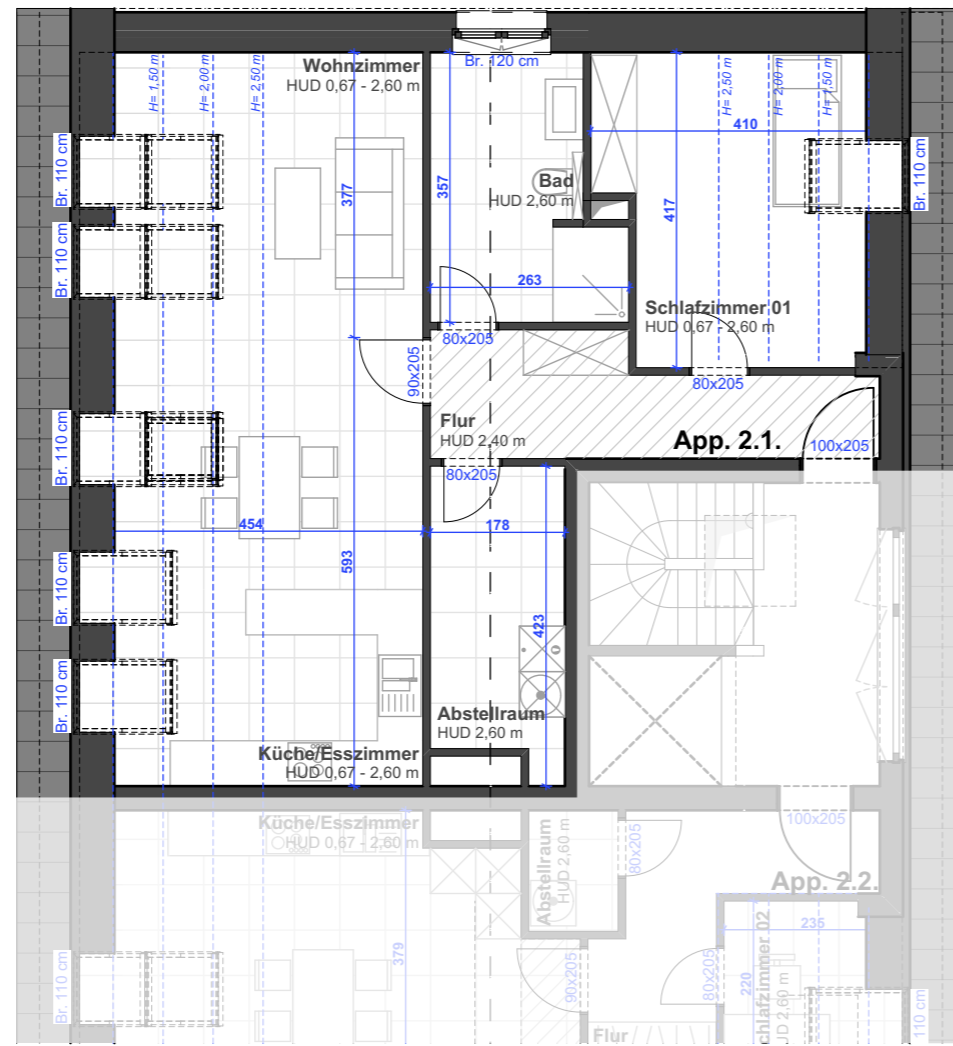 Wohnzimmer
HUD 0,67 - 2,60 m
H= 1,50 m
H= 2,00 m
H= 2,50 m
Br. 120 cm
H= 2,50 m
H= 2,00 m
H= 1,50 m
410
Br. 110 cm
Br. 110 cm
377
357
Bad
HUD 2,60 m
417
Br. 110 cm
263
Schlafzimmer 01
HUD 0,67 - 2,60 m
80x205
90x205
80x205
Flur
HUD 2,40 m
App. 2.1.
100x205
Br. 110 cm
80x205
454
178
593
Br. 110 cm
423
Br. 110 cm
Abstellraum
HUD 2,60 m
Küche/Esszimmer
HUD 0,67 - 2,60 m
Küche/Esszimmer
HUD 0,67 - 2,60 m
Abstellraum
HUD 2,60 m
80x205
100x205
App. 2.2.
379
235
Br. 110 cm
90x205
80x205
220
chlafzimmer 02
UD 2,60 m
110 cm
Flur